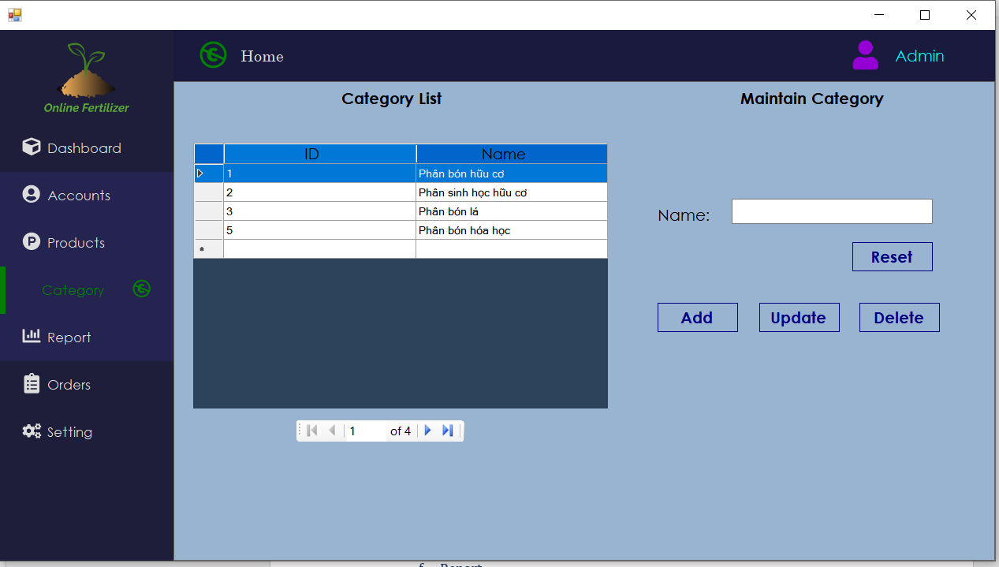 Home
Admin
Online Fertilizer
Category List
Maintain Category
Dashboard
ID Name
1 Phân bón hữu cơ
2 Phân sinh học hữu cơ
3 Phân bón lá
5 Phân bón hóa học
*
Accounts
Products
Category
Report
Orders
Setting
Name:
Reset
Add Update Delete
1 of 4